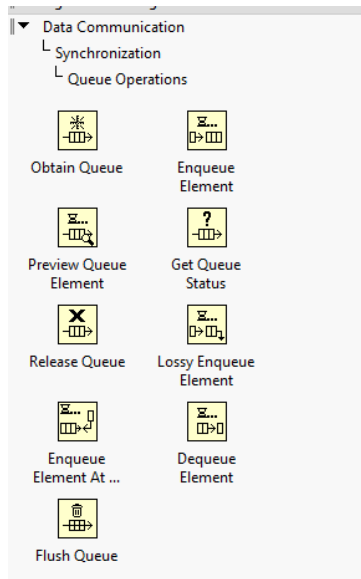 Data Communication
Synchronization
Queue Operations
Obtain Queue
Enqueue
Element
Preview Queue
Element
Get Queue
Status
Release Queue
Lossy Enqueue
Element
Enqueue
Element At ...
Dequeue
Element
Flush Queue